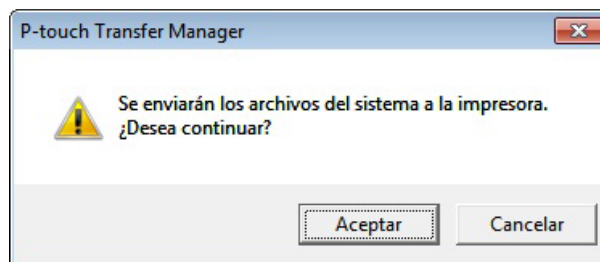 P-touch Transfer Manager
Se enviarán los archivos del sistema a la impresora.
¿Desea continuar?
Aceptar
Cancelar